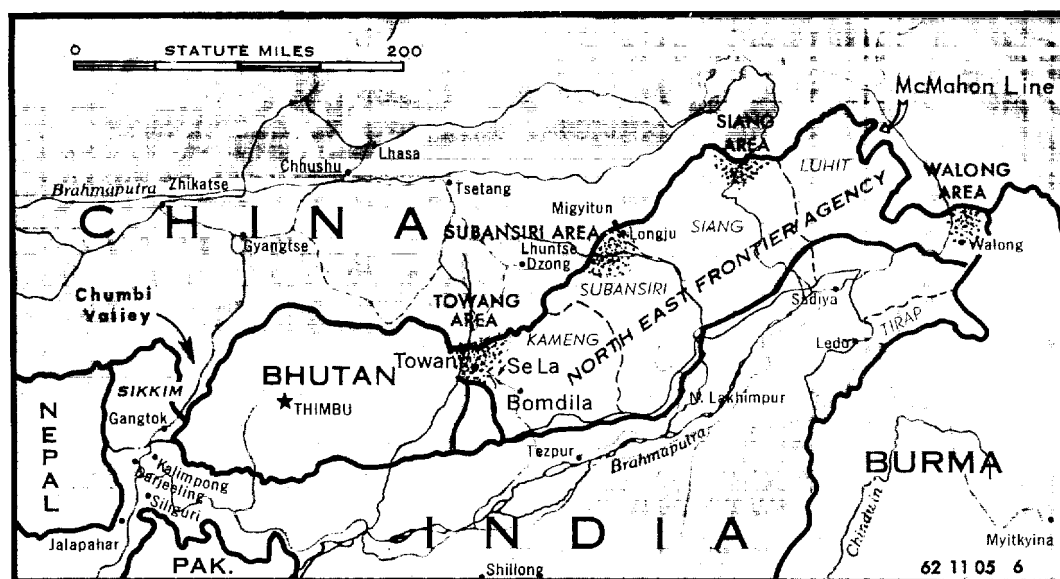 0 STATUTE MILES 200
McMahon Line
SIANG
AREA
LUHIT
WALONG
AREA
Lhasa
Chhushu
Brahmaputra
Zhikatse
Tsetang
CHINA
Migyitun
SUBANSIRI AREA
Longju
SIANG
Walong
Gyangtse
Lhuntse
Dzong
NORTH EAST FRONTIER AGENCY
SUBANSIRI
Sadiya
Chumbi
Valley
TOWANG
AREA
KAMENG
TIRAP
Ledo
Towang
Se La
BHUTAN
THIMBU
SIKKIM
Bomdila
N. Lakhimpur
NEPAL
Gangtok
Tezpur
Brahmaputra
BURMA
Kalimpong
Darjeeling
Siliguri
INDIA
Chindwin
Jalapahar
Myitkyina
PAK.
Shillong
62 11 05 6